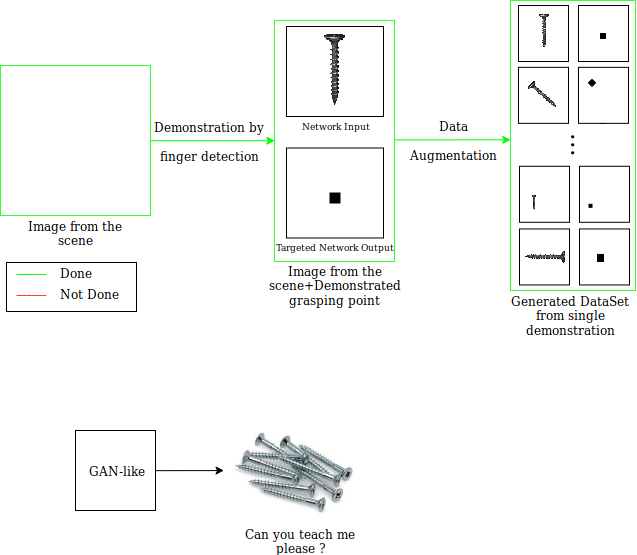 Network Input
Demonstration by
finger detection
Data
Augmentation
Image from the
scene
Targeted Network Output
Done
Not Done
Image from the
scene+Demonstrated
grasping point
Generated DataSet
from single
demonstration
GAN-like
Can you teach me
please ?